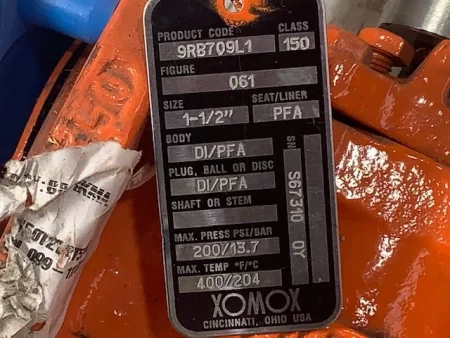 PRODUCT CODE CLASS
9RB709L1 150
FIGURE
061
SIZE SEAT/LINER
1-1/2" PFA
BODY
DI/PFA
PLUG, BALL OR DISC
DI/PFA
SHAFT OR STEM
SN
S67310 OY
MAX. PRESS PSI/BAR
200/13.7
MAX. TEMP °F/°C
400/204
XOMOX
CINCINNATI, OHIO USA